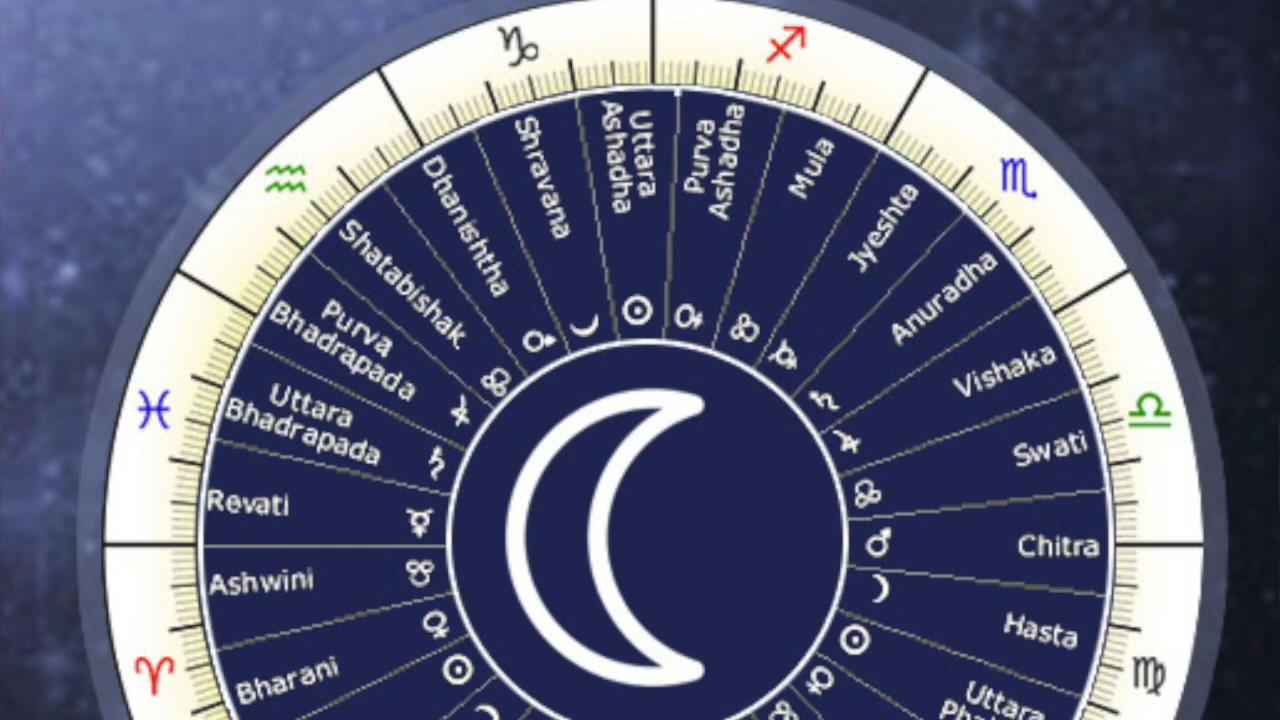 Uttara
Ashadha
Purva
Ashadha
Mula
Jyeshta
Anuradha
Vishaka
Swati
Chitra
Hasta
Uttara
Shravana
Dhanishtha
Shatabishak
Purva
Bhadrapada
Uttara
Bhadrapada
Revati
Ashwini
Bharani